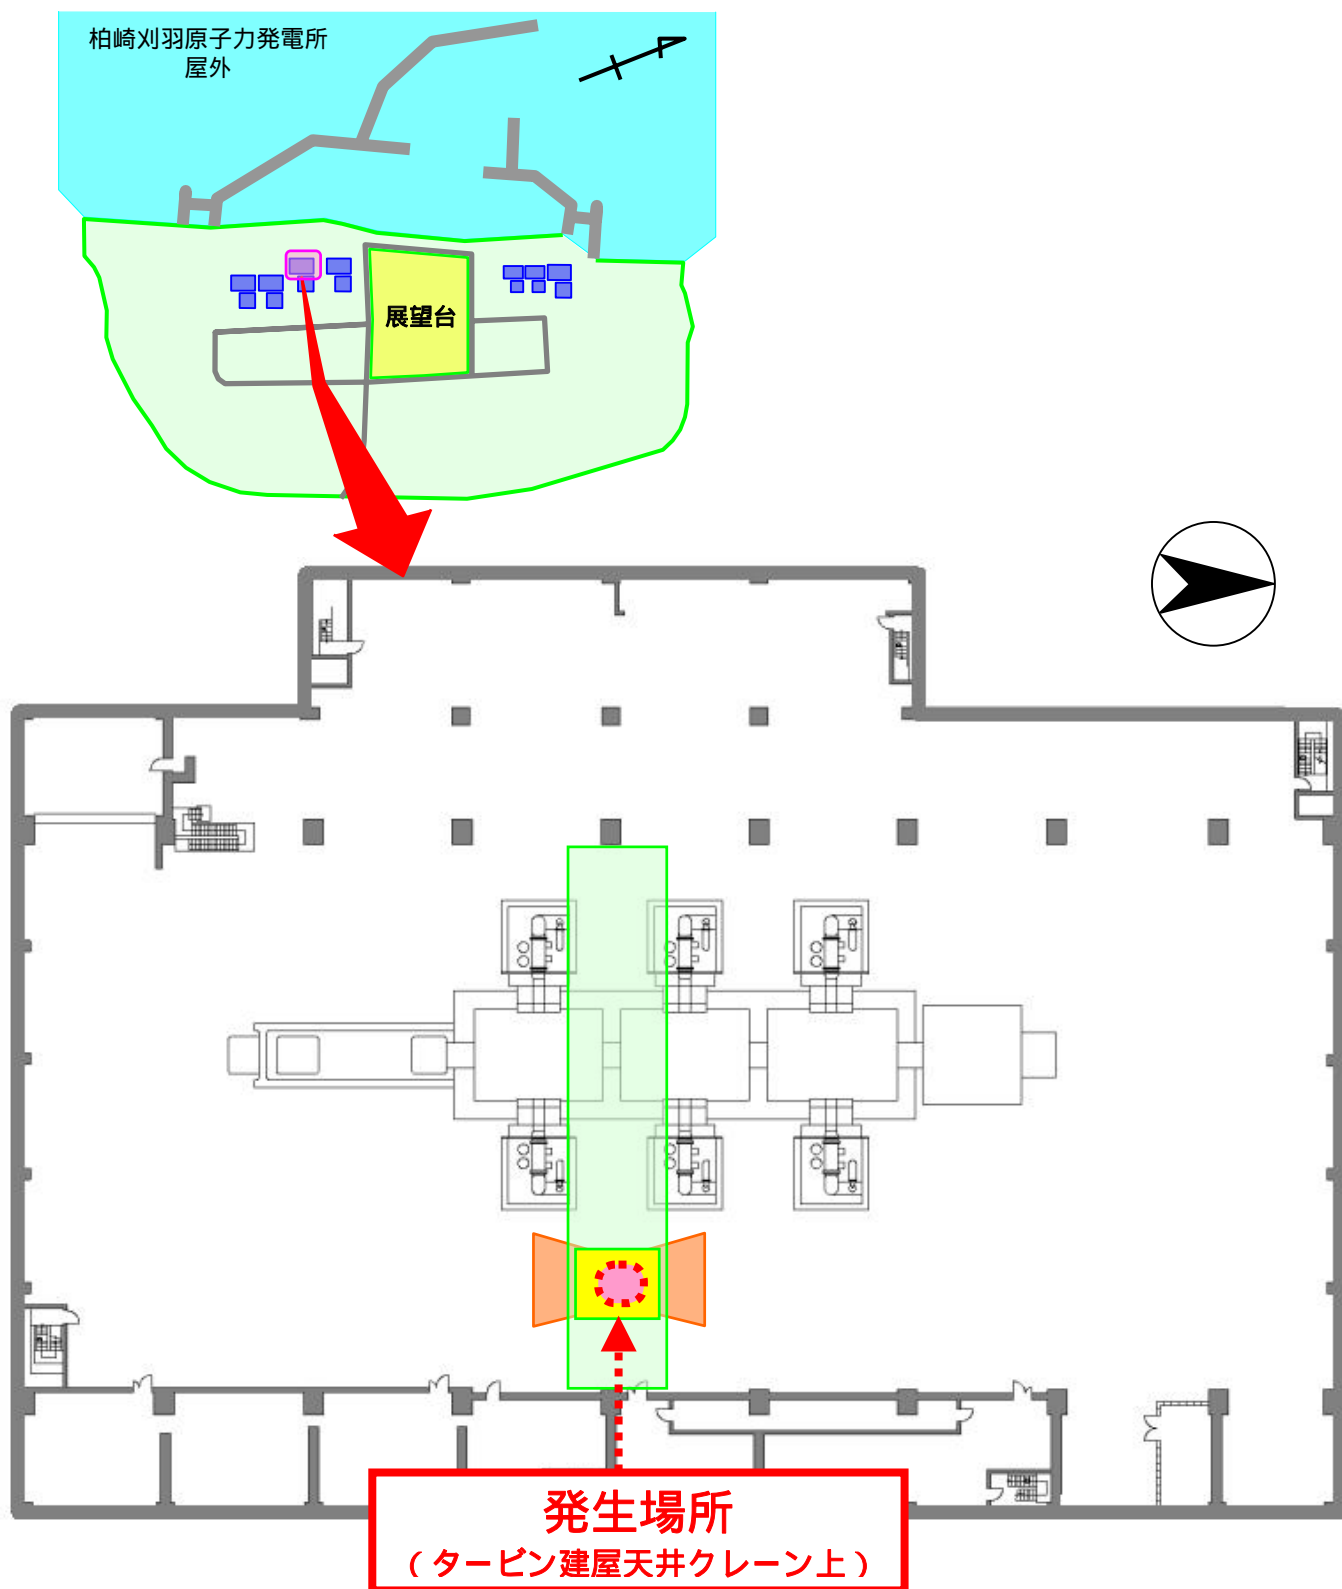 柏崎刈羽原子力発電所
屋外
展望台
発生場所
（タービン建屋天井クレーン上）